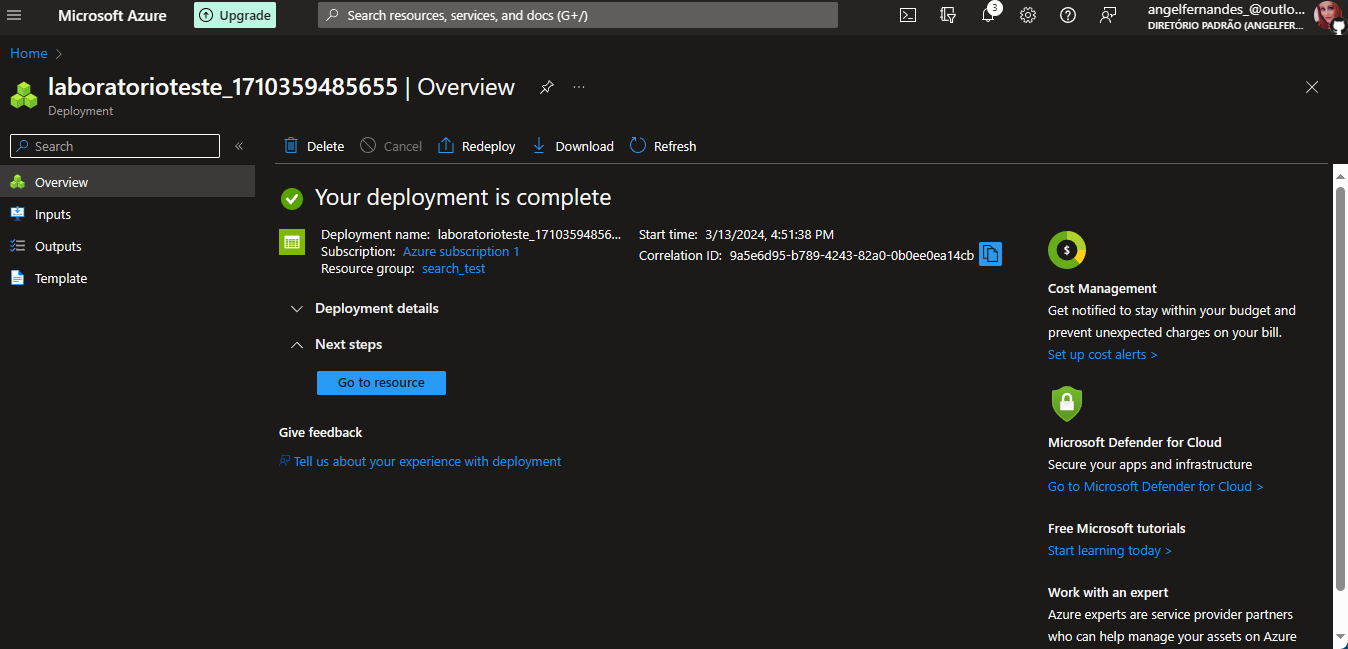 Microsoft Azure
Upgrade
Search resources, services, and docs (G+/)
3
angelfernandes_@outlo...
DIRETÓRIO PADRÃO (ANGELFER...
Home >
laboratorioteste_1710359485655 | Overview
...
Deployment
Search
«
Delete
Cancel
Redeploy
Download
Refresh
Overview
Inputs
Outputs
Template
Your deployment is complete
Deployment name: laboratorioteste_17103594856...
Subscription: Azure subscription 1
Resource group: search_test
Start time: 3/13/2024, 4:51:38 PM
Correlation ID: 9a5e6d95-b789-4243-82a0-0b0ee0ea14cb
Deployment details
Next steps
Go to resource
Give feedback
Tell us about your experience with deployment
$
Cost Management
Get notified to stay within your budget and
prevent unexpected charges on your bill.
Set up cost alerts >
Microsoft Defender for Cloud
Secure your apps and infrastructure
Go to Microsoft Defender for Cloud >
Free Microsoft tutorials
Start learning today >
Work with an expert
Azure experts are service provider partners
who can help manage your assets on Azure